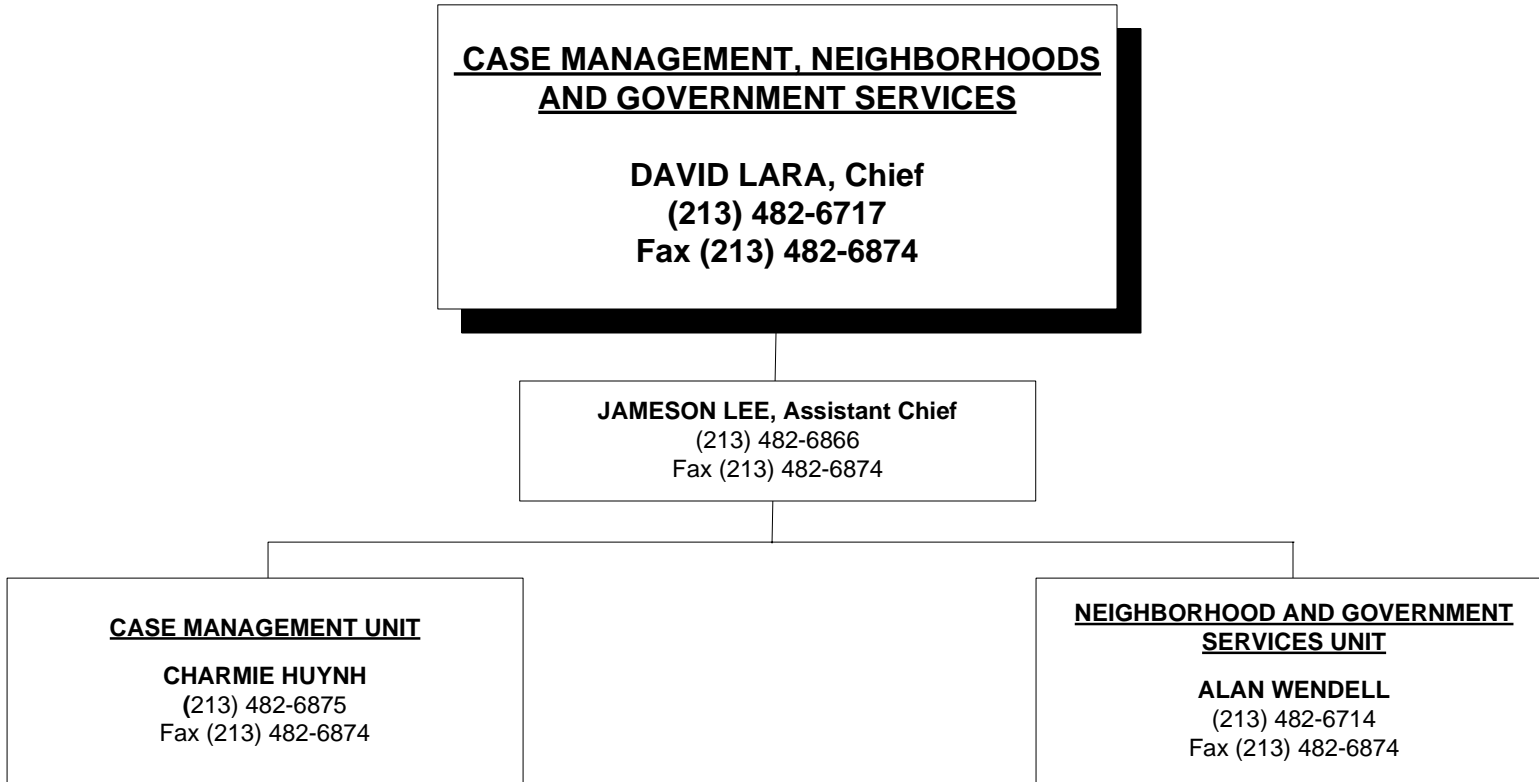 CASE MANAGEMENT, NEIGHBORHOODS
AND GOVERNMENT SERVICES
DAVID LARA, Chief
(213) 482-6717
Fax (213) 482-6874
JAMESON LEE, Assistant Chief
(213) 482-6866
Fax (213) 482-6874
CASE MANAGEMENT UNIT
CHARMIE HUYNH
(213) 482-6875
Fax (213) 482-6874
NEIGHBORHOOD AND GOVERNMENT
SERVICES UNIT
ALAN WENDELL
(213) 482-6714
Fax (213) 482-6874